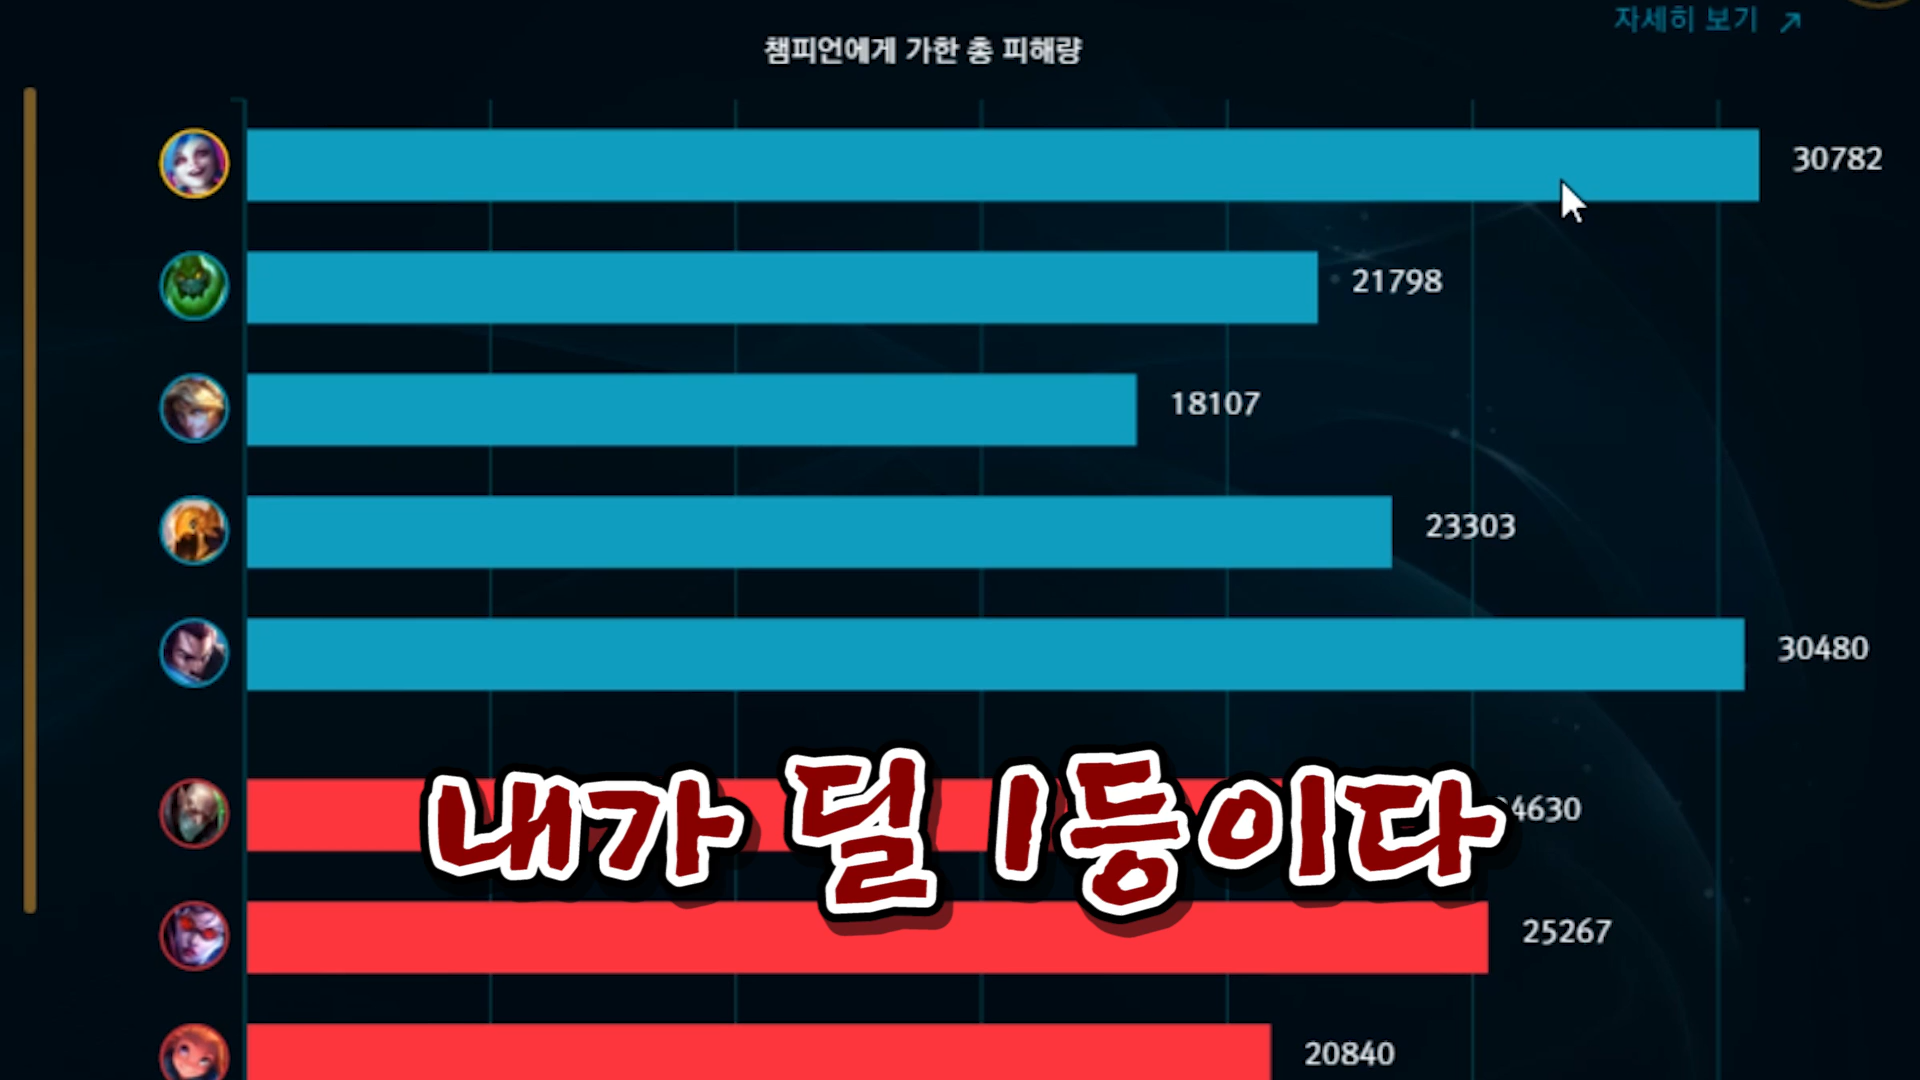 자세히 보기
챔피언에게 가한 총 피해량
30782
21798
18107
23303
30480
내가 딜 1등이다
4630
25267
20840